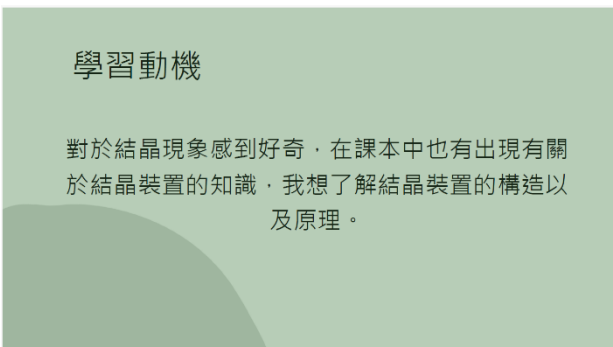 學習動機
對於結晶現象感到好奇，在課本中也有出現有關
於結晶裝置的知識，我想了解結晶裝置的構造以
及原理。